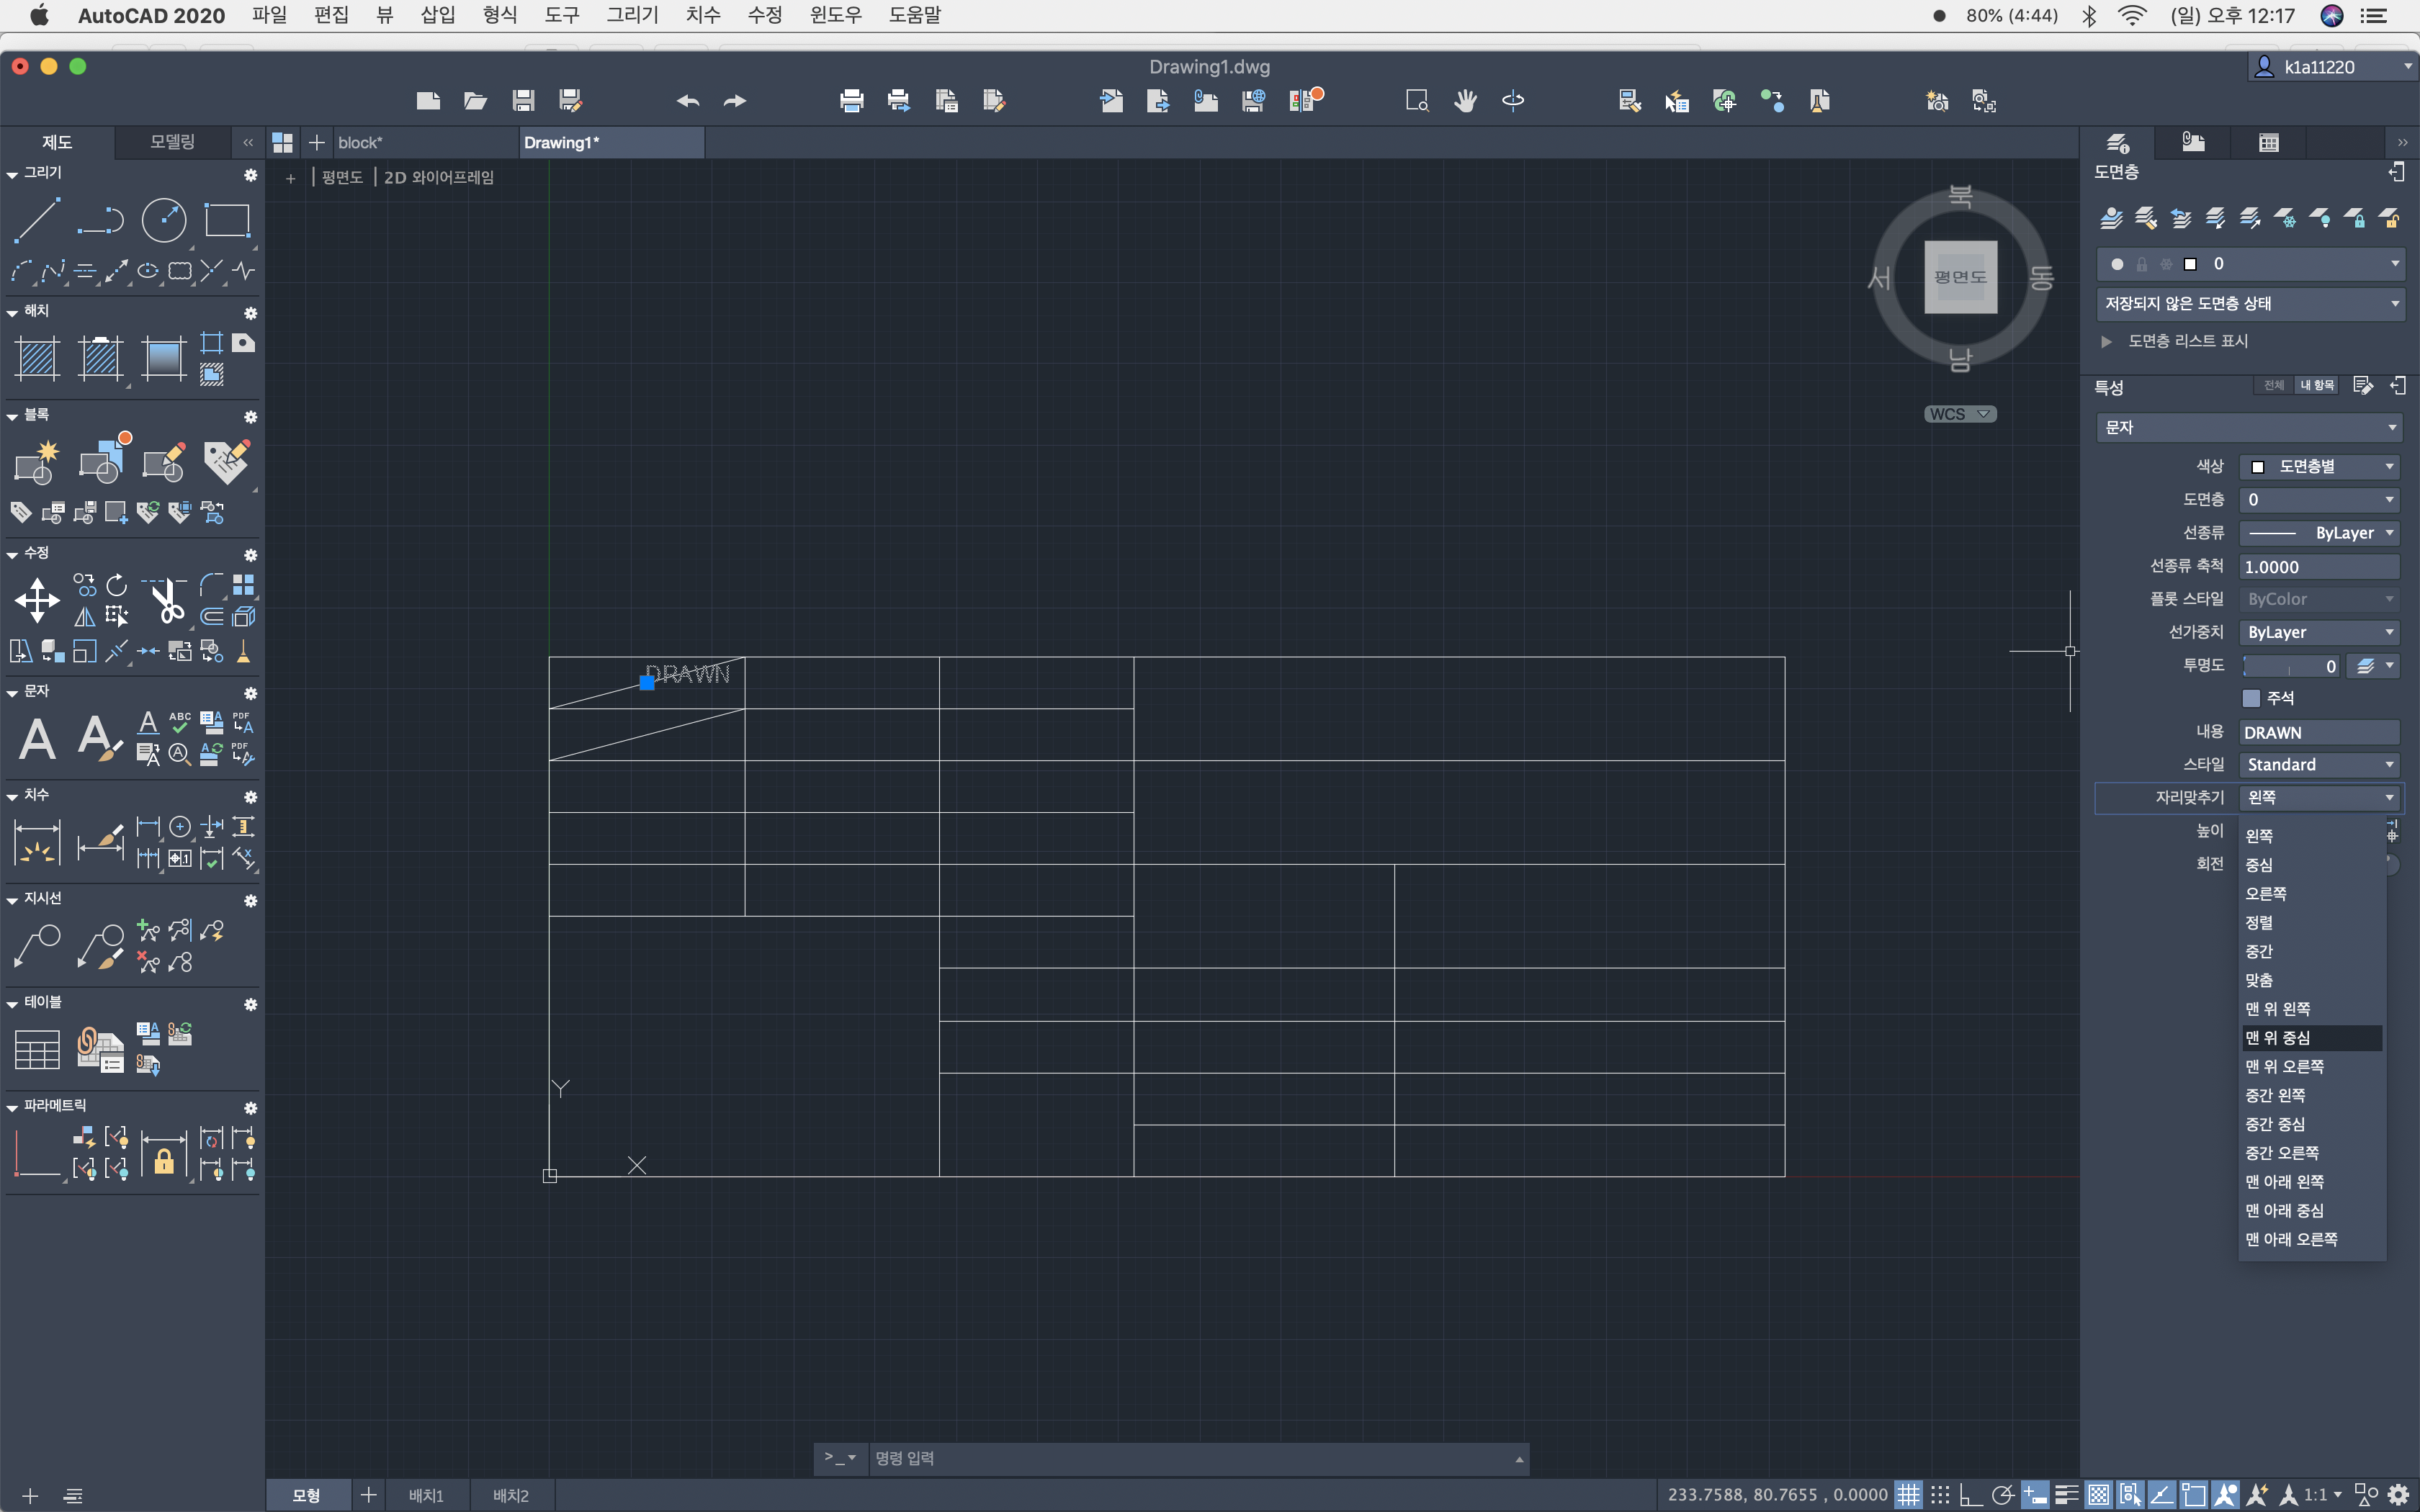 AutoCAD 2020 파일 편집 뷰 삽입 형식 도구 그리기 치수 수정 윈도우 도움말 80% (4:44) (일) 오후 12:17
Drawing1.dwg
k1a11220
제도 모델링 block* Drawing1*
그리기
평면도 2D 와이어프레임
해치
블록
수정
문자
ABC
PDF
A
치수
지시선
테이블
파라메트릭
북
서 평면도 동
남
WCS
DRAWN
Y
X
>_ 명령 입력
모형 배치1 배치2
233.7588, 80.7655 , 0.0000
1:1
도면층
0
저장되지 않은 도면층 상태
도면층 리스트 표시
특성 전체 내 항목
문자
색상 도면층별
도면층 0
선종류 ByLayer
선종류 축척 1.0000
플롯 스타일 ByColor
선가중치 ByLayer
투명도 0
주석
내용 DRAWN
스타일 Standard
자리맞추기 왼쪽
높이
회전
왼쪽
중심
오른쪽
정렬
중간
맞춤
맨 위 왼쪽
맨 위 중심
맨 위 오른쪽
중간 왼쪽
중간 중심
중간 오른쪽
맨 아래 왼쪽
맨 아래 중심
맨 아래 오른쪽